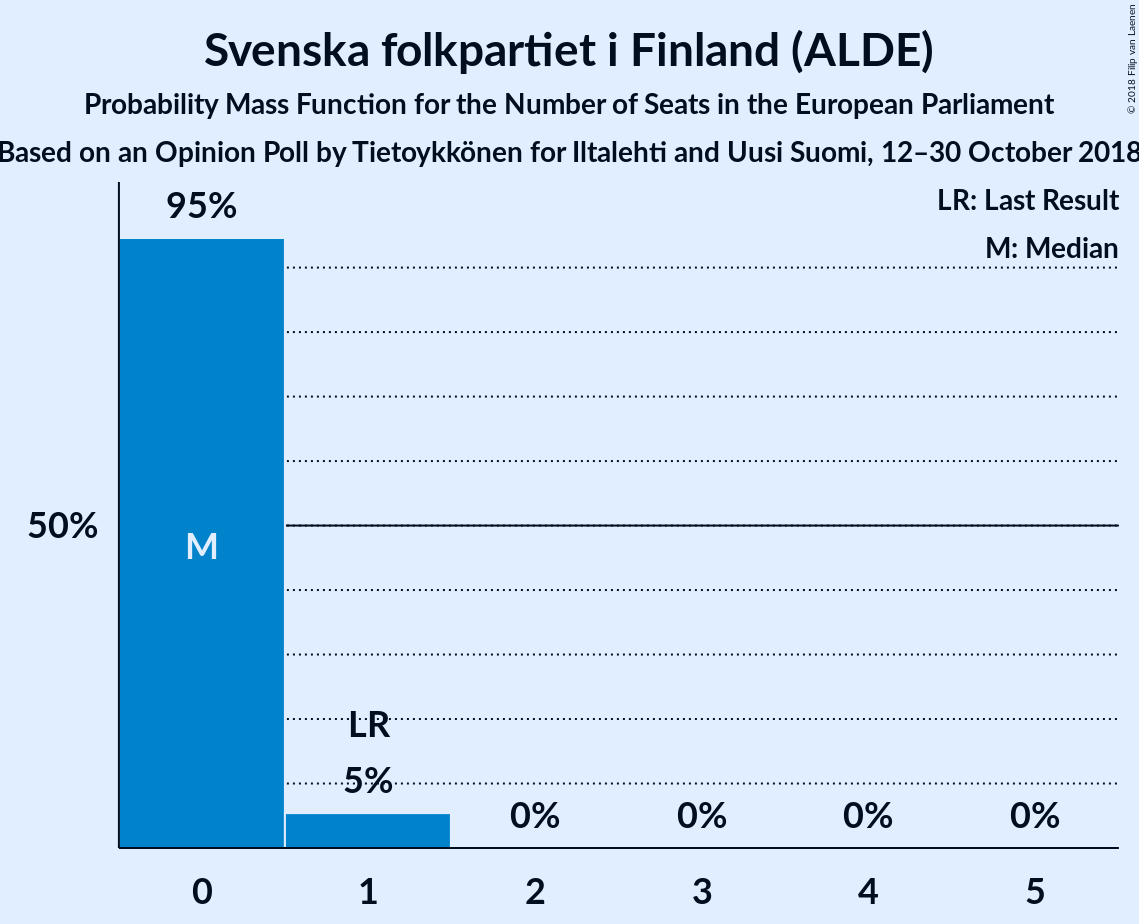 Svenska folkpartiet i Finland (ALDE)
Probability Mass Function for the Number of Seats in the European Parliament
Based on an Opinion Poll by Tietoykkönen for Iltalehti and Uusi Suomi, 12–30 October 2018
© 2018 Filip van Laenen
LR: Last Result
M: Median
95%
50%
M
LR
5%
0% 0% 0% 0%
0 1 2 3 4 5